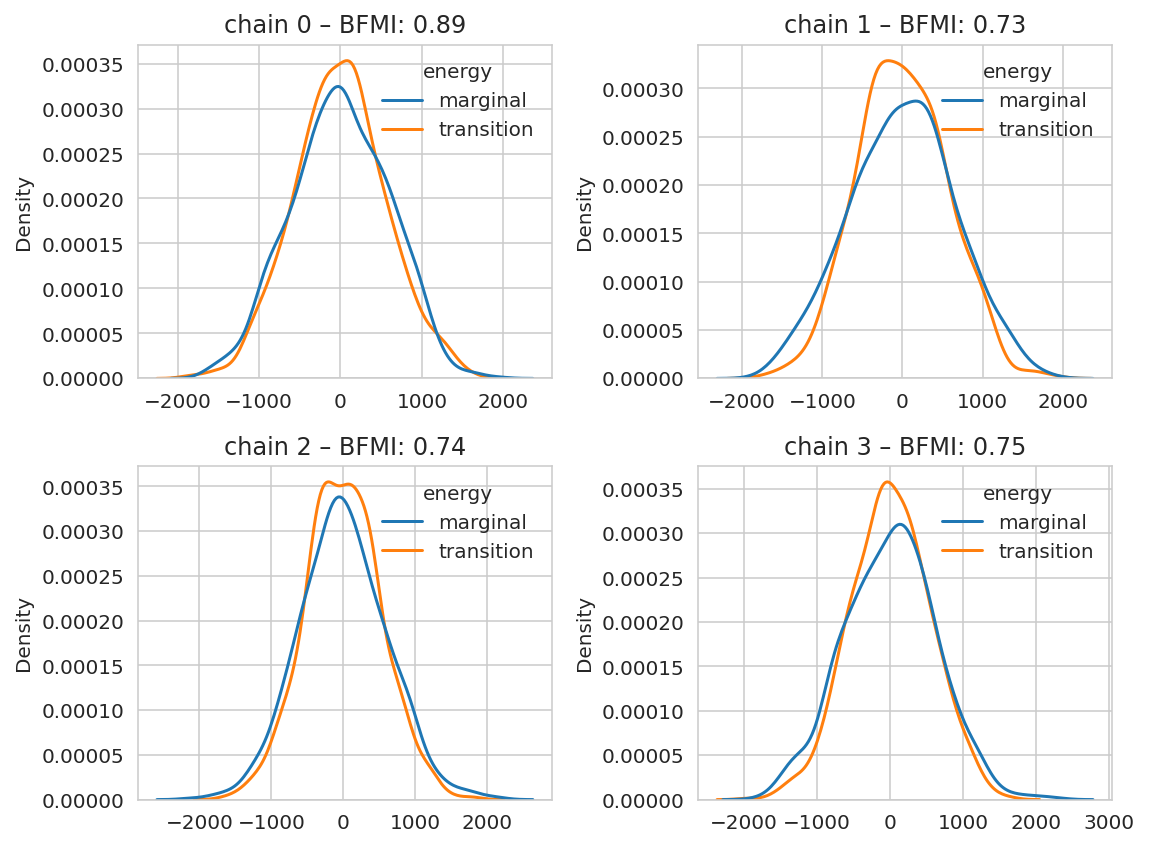 chain 0 – BFMI: 0.89
0.00035
0.00030
0.00025
0.00020
0.00015
0.00010
0.00005
0.00000
Density
energy
marginal
transition
−2000 −1000 0 1000 2000
chain 1 – BFMI: 0.73
0.00030
0.00025
0.00020
0.00015
0.00010
0.00005
0.00000
Density
energy
marginal
transition
−2000 −1000 0 1000 2000
chain 2 – BFMI: 0.74
0.00035
0.00030
0.00025
0.00020
0.00015
0.00010
0.00005
0.00000
Density
energy
marginal
transition
−2000 −1000 0 1000 2000
chain 3 – BFMI: 0.75
0.00035
0.00030
0.00025
0.00020
0.00015
0.00010
0.00005
0.00000
Density
energy
marginal
transition
−2000 −1000 0 1000 2000 3000